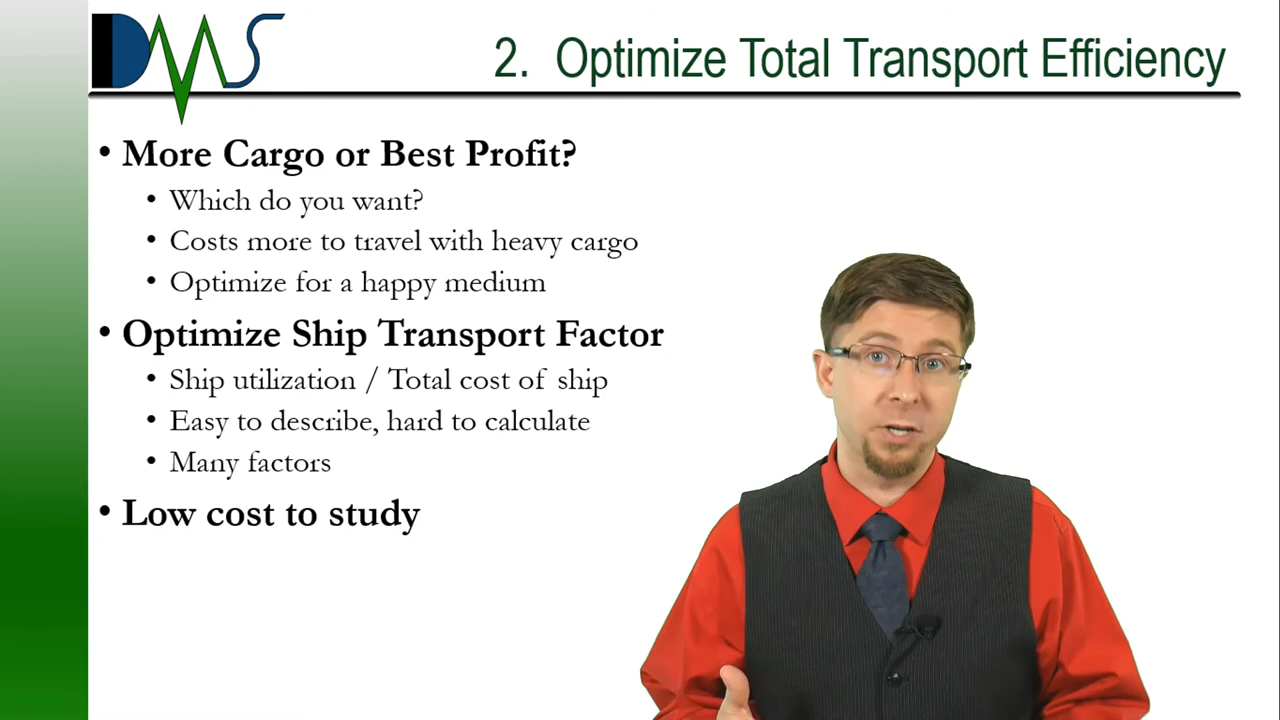 DMS
2. Optimize Total Transport Efficiency
• More Cargo or Best Profit?
• Which do you want?
• Costs more to travel with heavy cargo
• Optimize for a happy medium
• Optimize Ship Transport Factor
• Ship utilization / Total cost of ship
• Easy to describe, hard to calculate
• Many factors
• Low cost to study